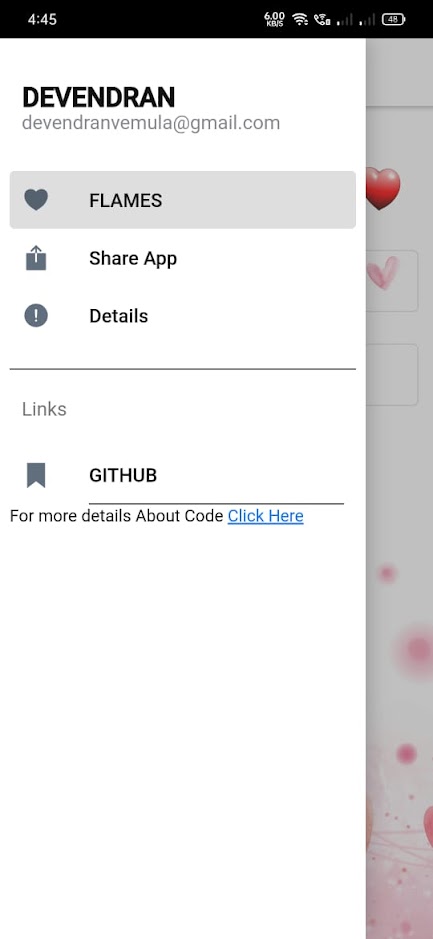 4:45 6.00 KB/S 48
DEVENDRAN
devendranvemula@gmail.com
FLAMES
Share App
Details
Links
GITHUB
For more details About Code Click Here